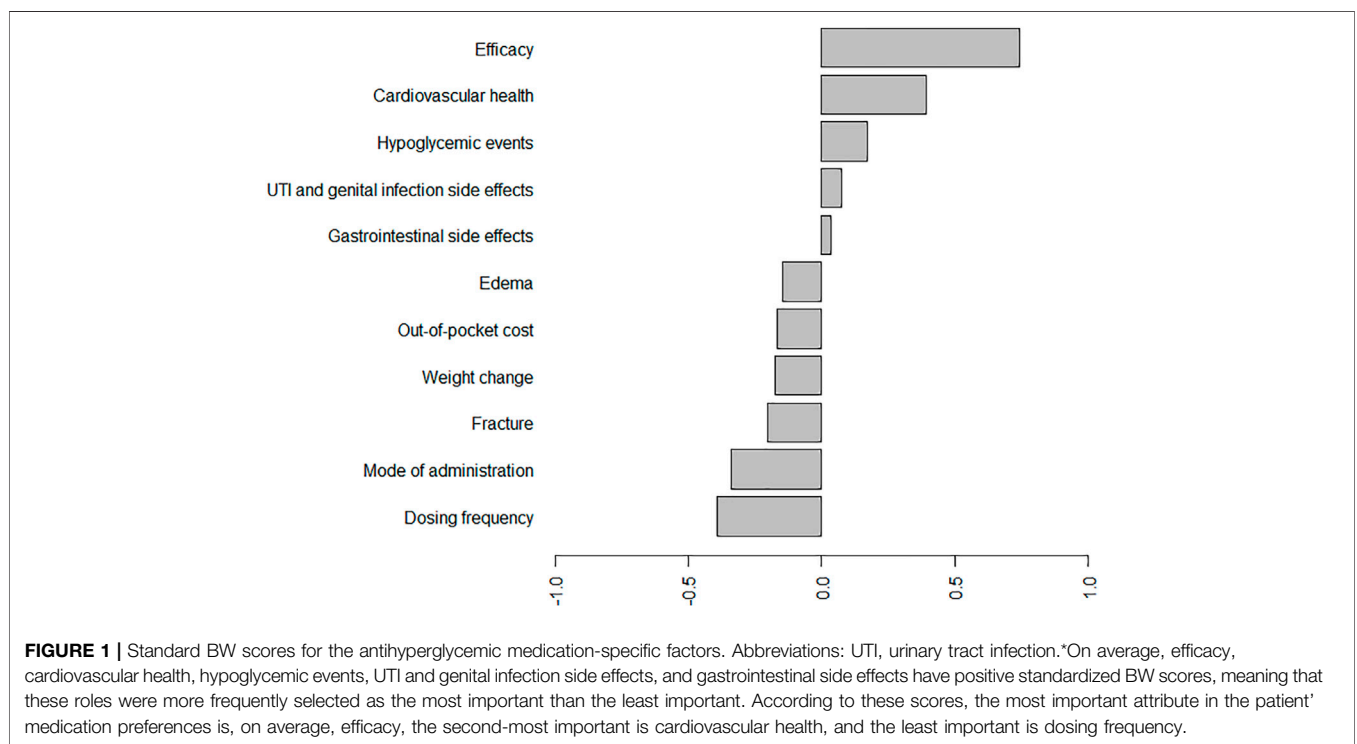 Efficacy
Cardiovascular health
Hypoglycemic events
UTI and genital infection side effects
Gastrointestinal side effects
Edema
Out-of-pocket cost
Weight change
Fracture
Mode of administration
Dosing frequency
-1.0 -0.5 0.0 0.5 1.0
FIGURE 1 | Standard BW scores for the antihyperglycemic medication-specific factors. Abbreviations: UTI, urinary tract infection.*On average, efficacy,
cardiovascular health, hypoglycemic events, UTI and genital infection side effects, and gastrointestinal side effects have positive standardized BW scores, meaning that
these roles were more frequently selected as the most important than the least important. According to these scores, the most important attribute in the patient'
medication preferences is, on average, efficacy, the second-most important is cardiovascular health, and the least important is dosing frequency.